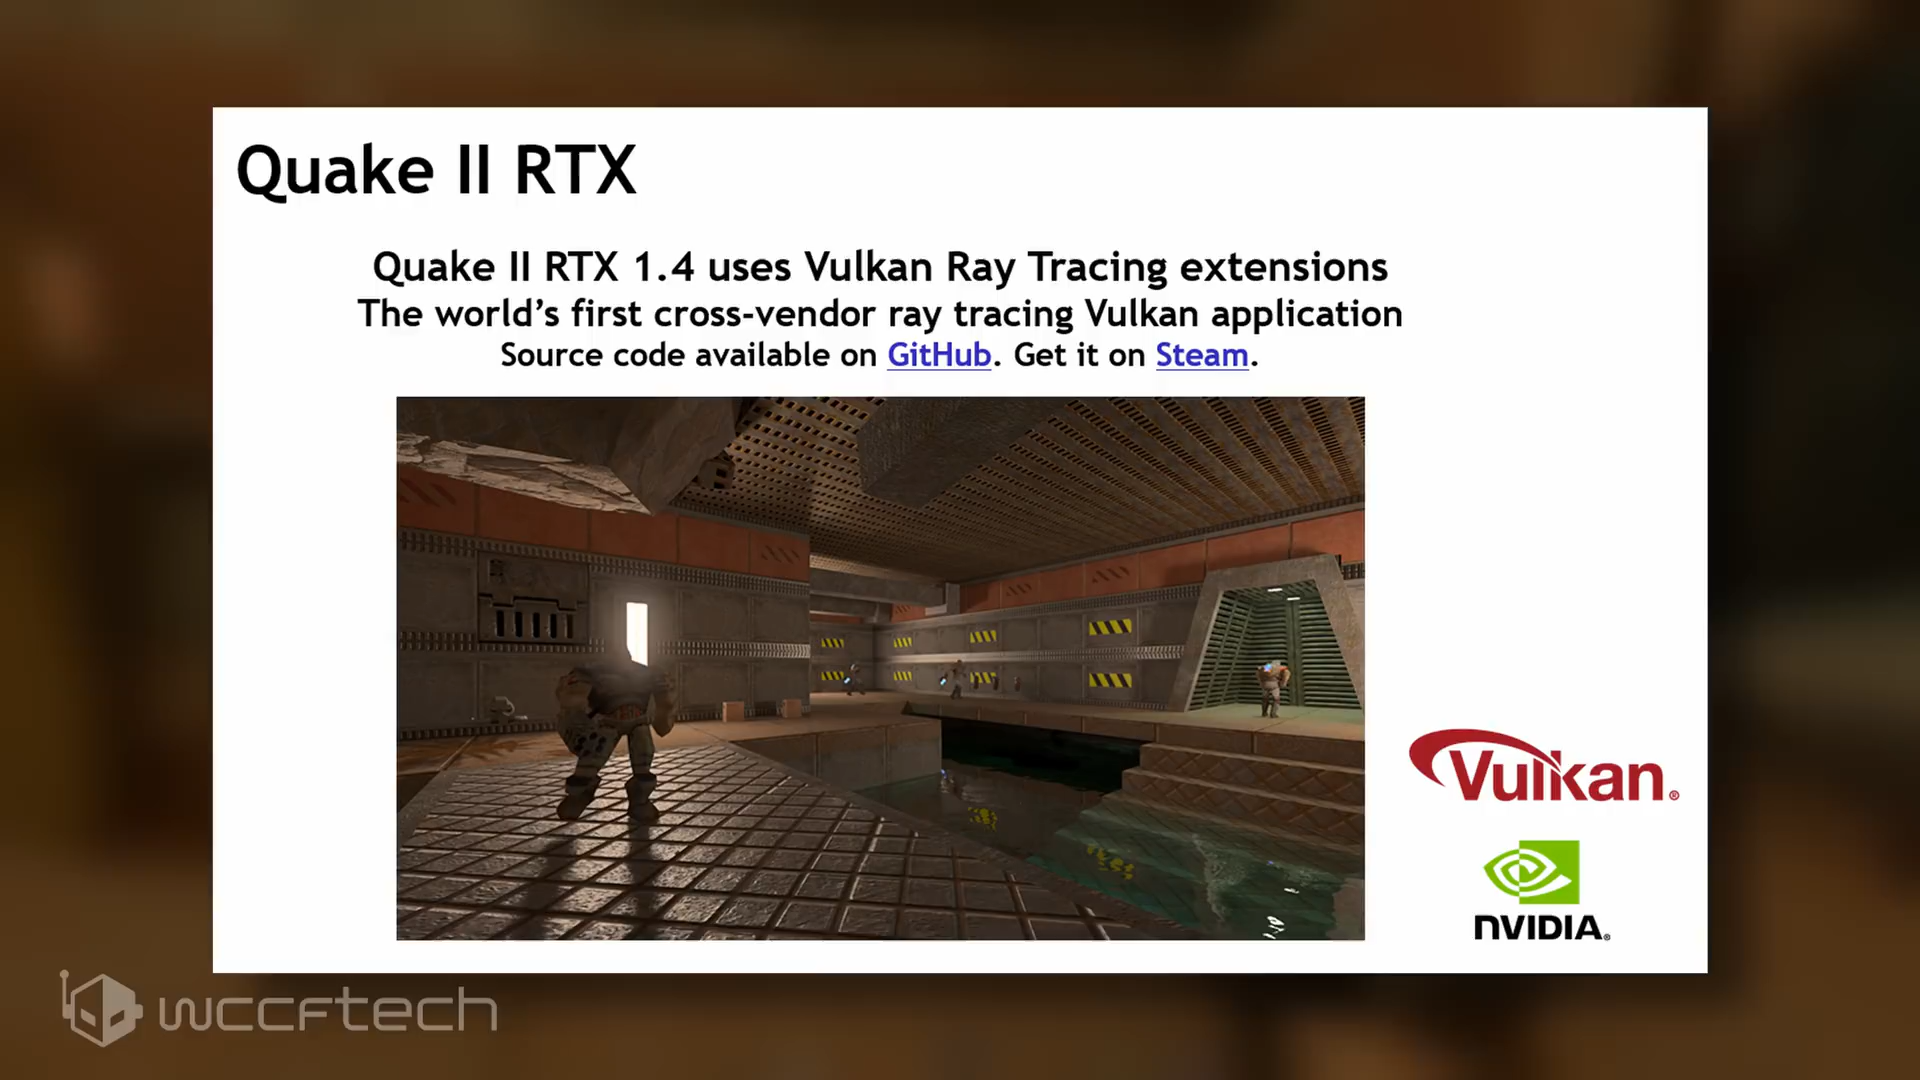 Quake II RTX
Quake II RTX 1.4 uses Vulkan Ray Tracing extensions
The world’s first cross-vendor ray tracing Vulkan application
Source code available on GitHub. Get it on Steam.
Vulkan®
NVIDIA®
wccftech